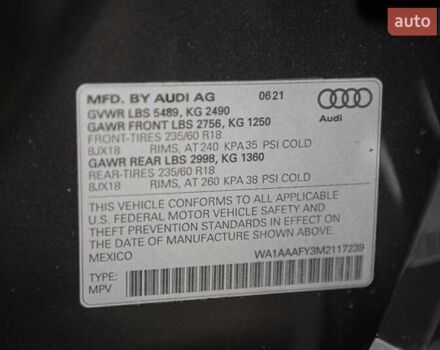 auto
MFD. BY AUDI AG 0621
GVWR LBS 5489, KG 2490
GAWR FRONT LBS 2756, KG 1250
FRONT-TIRES 235/60 R18
8JX18 RIMS, AT 240 KPA 35 PSI COLD
GAWR REAR LBS 2998, KG 1360
REAR-TIRES 235/60 R18
8JX18 RIMS, AT 260 KPA 38 PSI COLD
Audi
THIS VEHICLE CONFORMS TO ALL APPLICABLE
U.S. FEDERAL MOTOR VEHICLE SAFETY AND
THEFT PREVENTION STANDARDS IN EFFECT ON
THE DATE OF MANUFACTURE SHOWN ABOVE.
MEXICO WA1AAAFY3M2117239
TYPE:
MPV